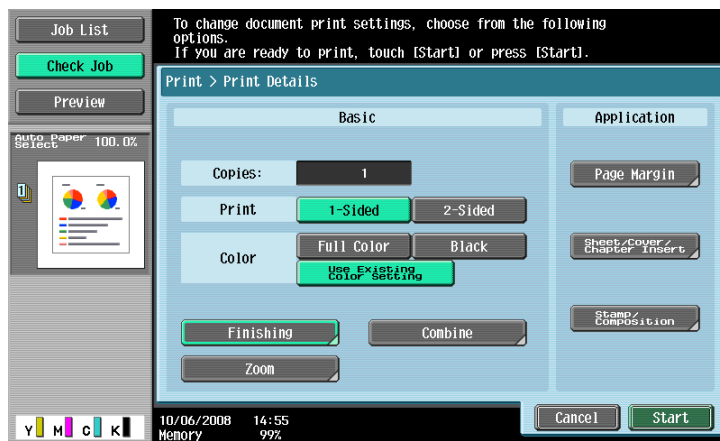 Job List
Check Job
Preview
Auto Paper
Select 100.0%
1
Y M C K
To change document print settings, choose from the following
options.
If you are ready to print, touch [Start] or press [Start].
Print > Print Details
Basic
Copies: 1
Print 1-Sided 2-Sided
Color Full Color Black
Use Existing
Color Setting
Finishing Combine
Zoom
Application
Page Margin
Sheet/Cover/
Chapter Insert
Stamp/
Composition
10/06/2008 14:55
Memory 99%
Cancel Start